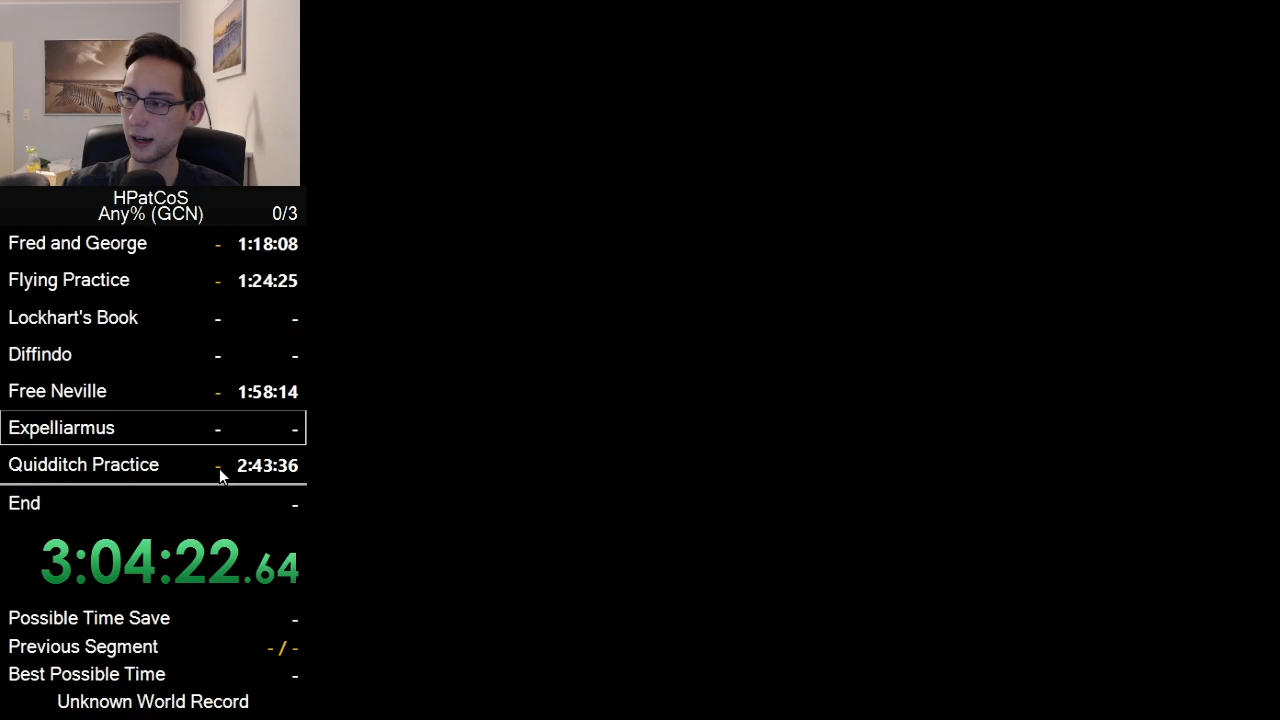 HPatCoS
Any% (GCN) 0/3
Fred and George - 1:18:08
Flying Practice - 1:24:25
Lockhart's Book - -
Diffindo - -
Free Neville - 1:58:14
Expelliarmus - -
Quidditch Practice - 2:43:36
End -
3:04:22.64
Possible Time Save -
Previous Segment - / -
Best Possible Time -
Unknown World Record